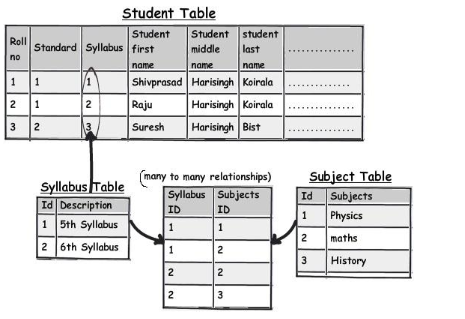 Student Table
Roll no Standard Syllabus Student first name Student middle name student last name ..............
1 1 1 Shivprasad Harisingh Koirala ..............
2 1 2 Raju Harisingh Koirala ..............
3 2 3 Suresh Harisingh Bist ..............
Syllabus Table
Id Description
1 5th Syllabus
2 6th Syllabus
(many to many relationships)
Syllabus ID Subjects ID
1 1
1 2
2 2
2 3
Subject Table
Id Subjects
1 Physics
2 maths
3 History